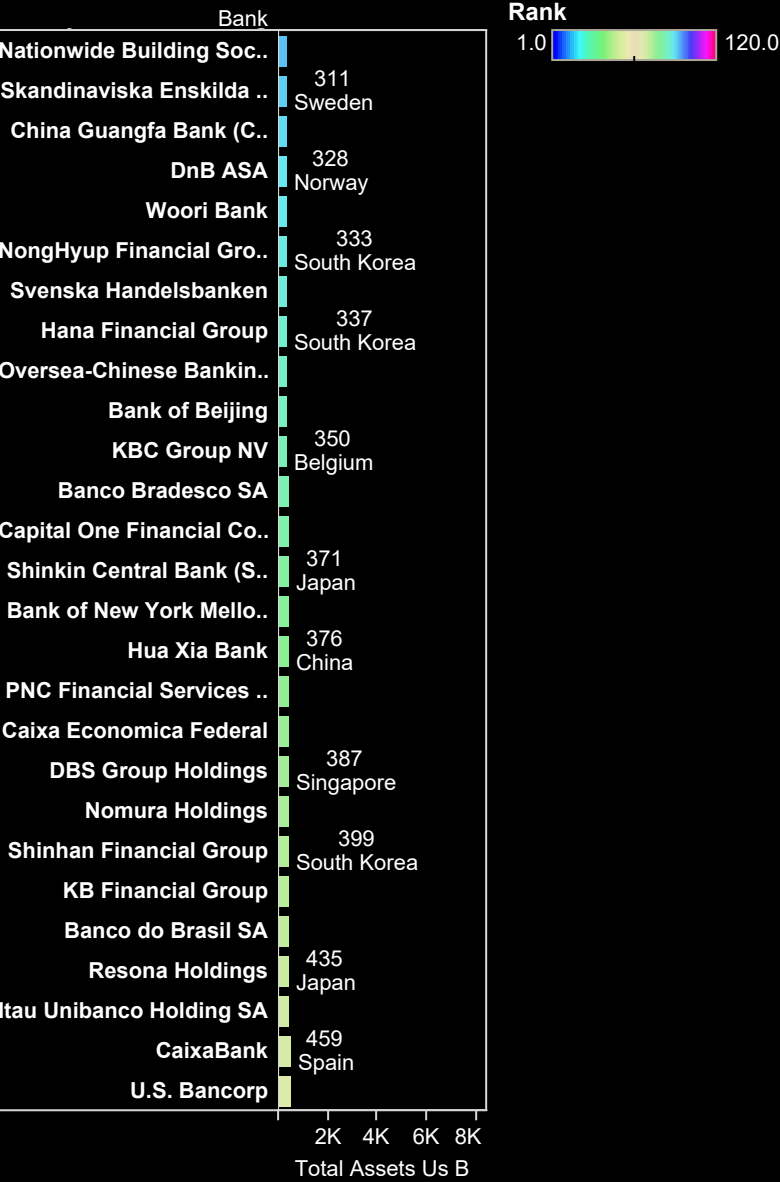 Bank
Rank
1.0 120.0
Nationwide Building Soc..
Skandinaviska Enskilda ..
311
Sweden
China Guangfa Bank (C..
DnB ASA
328
Norway
Woori Bank
NongHyup Financial Gro..
333
South Korea
Svenska Handelsbanken
Hana Financial Group
337
South Korea
Oversea-Chinese Bankin..
Bank of Beijing
KBC Group NV
350
Belgium
Banco Bradesco SA
Capital One Financial Co..
Shinkin Central Bank (S..
371
Japan
Bank of New York Mello..
Hua Xia Bank
376
China
PNC Financial Services ..
Caixa Economica Federal
DBS Group Holdings
387
Singapore
Nomura Holdings
Shinhan Financial Group
399
South Korea
KB Financial Group
Banco do Brasil SA
Resona Holdings
435
Japan
Itau Unibanco Holding SA
CaixaBank
459
Spain
U.S. Bancorp
2K 4K 6K 8K
Total Assets Us B